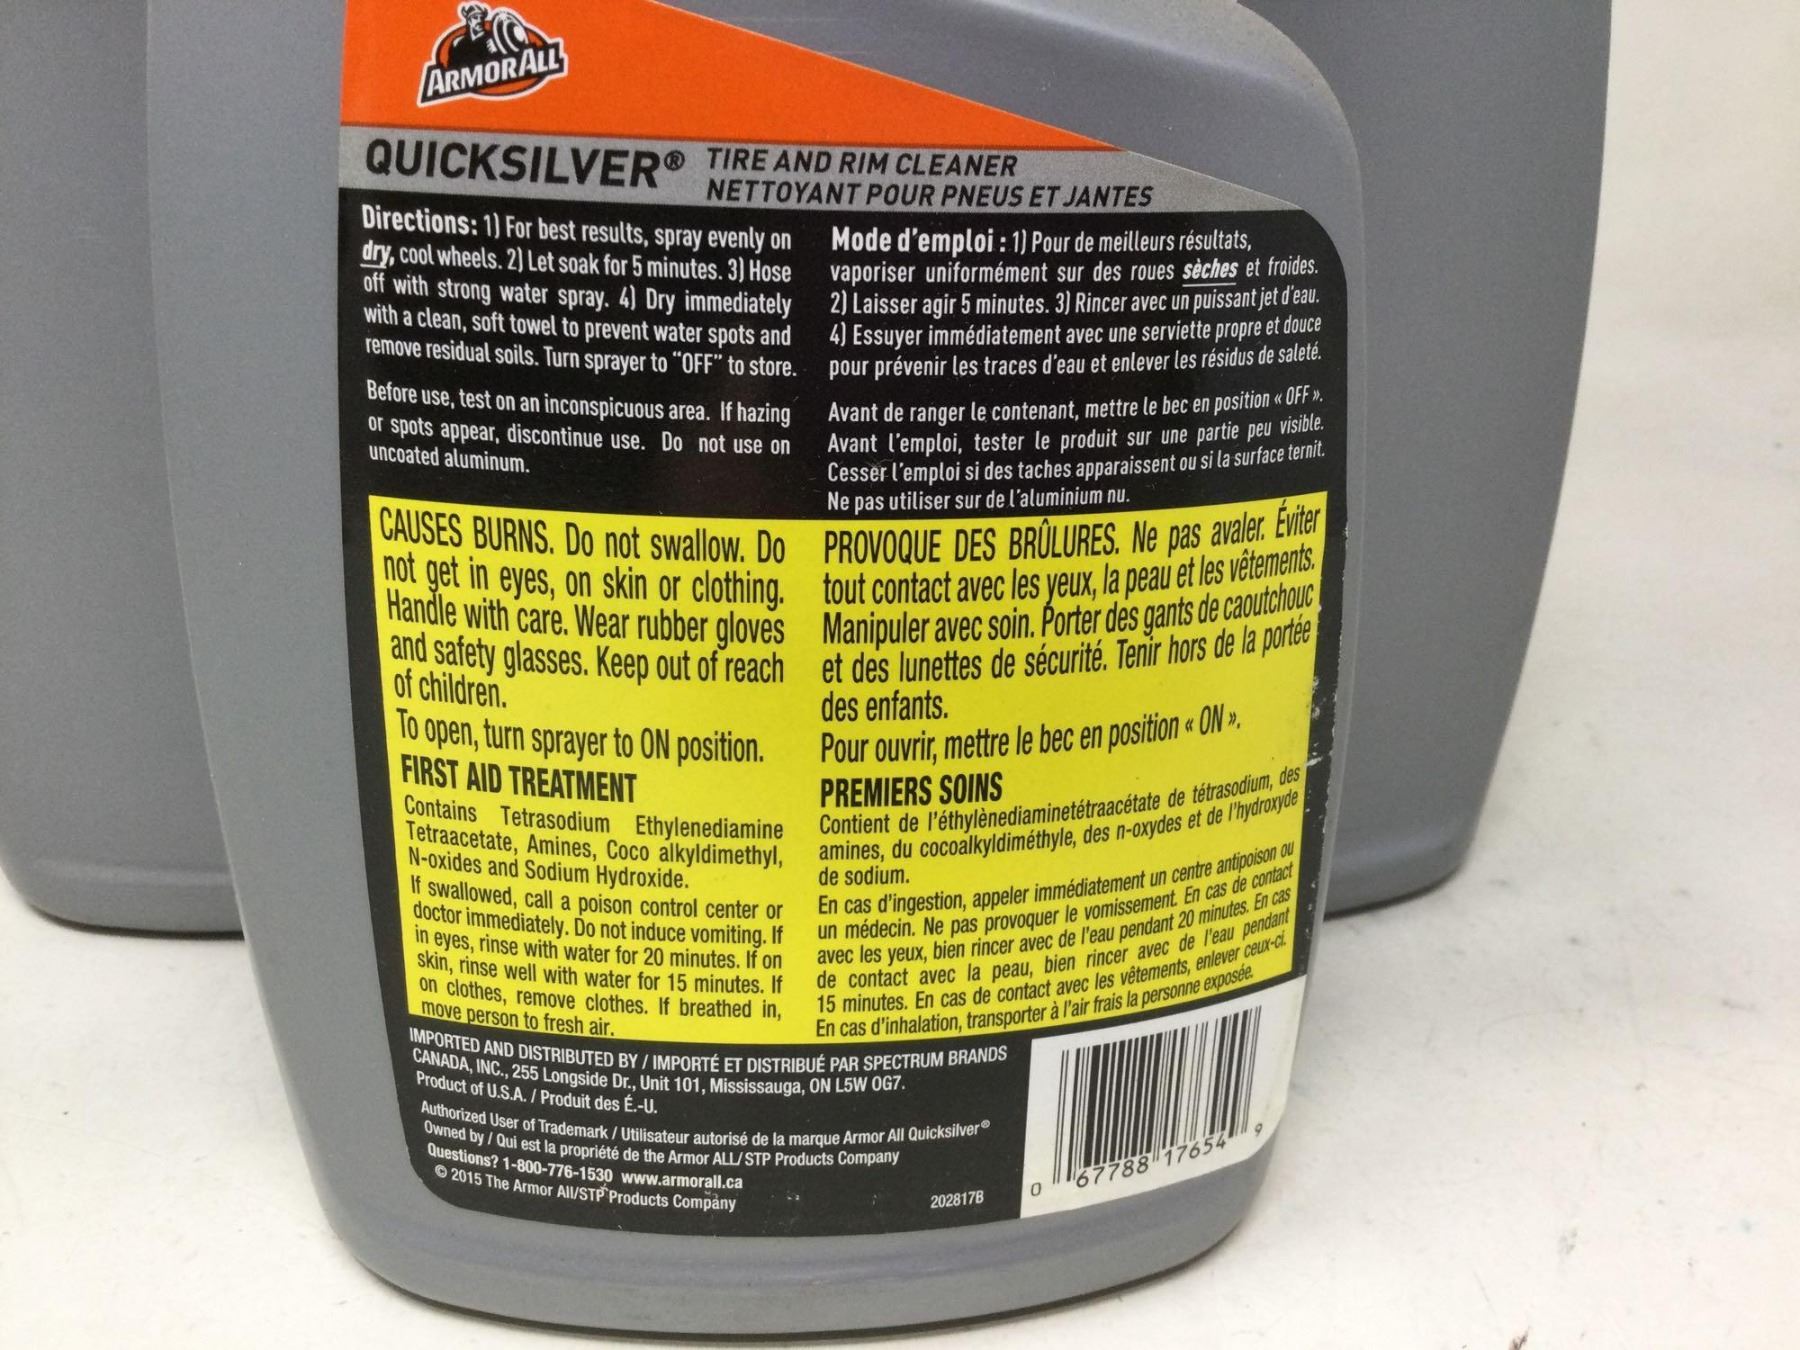 ARMORALL
QUICKSILVER® TIRE AND RIM CLEANER
NETTOYANT POUR PNEUS ET JANTES
Directions: 1) For best results, spray evenly on
dry, cool wheels. 2) Let soak for 5 minutes. 3) Hose
off with strong water spray. 4) Dry immediately
with a clean, soft towel to prevent water spots and
remove residual soils. Turn sprayer to “OFF” to store.
Before use, test on an inconspicuous area. If hazing
or spots appear, discontinue use. Do not use on
uncoated aluminum.
Mode d'emploi : 1) Pour de meilleurs résultats,
vaporiser uniformément sur des roues sèches et froides.
2) Laisser agir 5 minutes. 3) Rincer avec un puissant jet d'eau.
4) Essuyer immédiatement avec une serviette propre et douce
pour prévenir les traces d'eau et enlever les résidus de saleté.
Avant de ranger le contenant, mettre le bec en position « OFF ».
Avant l'emploi, tester le produit sur une partie peu visible.
Cesser l'emploi si des taches apparaissent ou si la surface ternit.
Ne pas utiliser sur de l'aluminium nu.
CAUSES BURNS. Do not swallow. Do
not get in eyes, on skin or clothing.
Handle with care. Wear rubber gloves
and safety glasses. Keep out of reach
of children.
To open, turn sprayer to ON position.
FIRST AID TREATMENT
Contains Tetrasodium Ethylenediamine
Tetraacetate, Amines, Coco alkyldimethyl,
N-oxides and Sodium Hydroxide.
If swallowed, call a poison control center or
doctor immediately. Do not induce vomiting. If
in eyes, rinse with water for 20 minutes. If on
skin, rinse well with water for 15 minutes. If
on clothes, remove clothes. If breathed in,
move person to fresh air.
PROVOQUE DES BRÛLURES. Ne pas avaler. Éviter
tout contact avec les yeux, la peau et les vêtements.
Manipuler avec soin. Porter des gants de caoutchouc
et des lunettes de sécurité. Tenir hors de la portée
des enfants.
Pour ouvrir, mettre le bec en position « ON ».
PREMIERS SOINS
Contient de l'éthylènediaminetétraacétate de tétrasodium, des
amines, du cocoalkyldiméthyle, des n-oxydes et de l'hydroxyde
de sodium.
En cas d'ingestion, appeler immédiatement un centre antipoison ou
un médecin. Ne pas provoquer le vomissement. En cas de contact
avec les yeux, bien rincer avec de l'eau pendant 20 minutes. En cas
de contact avec la peau, bien rincer avec de l'eau pendant
15 minutes. En cas de contact avec les vêtements, enlever ceux-ci.
En cas d'inhalation, transporter à l'air frais la personne exposée.
IMPORTED AND DISTRIBUTED BY / IMPORTÉ ET DISTRIBUÉ PAR SPECTRUM BRANDS
CANADA, INC., 255 Longside Dr., Unit 101, Mississauga, ON L5W 0G7.
Product of U.S.A. / Produit des É.-U.
Authorized User of Trademark / Utilisateur autorisé de la marque Armor All Quicksilver®
Owned by / Qui est la propriété de the Armor ALL/STP Products Company
Questions? 1-800-776-1530 www.armorall.ca
© 2015 The Armor All/STP Products Company
202817B
0 67788 17654 9